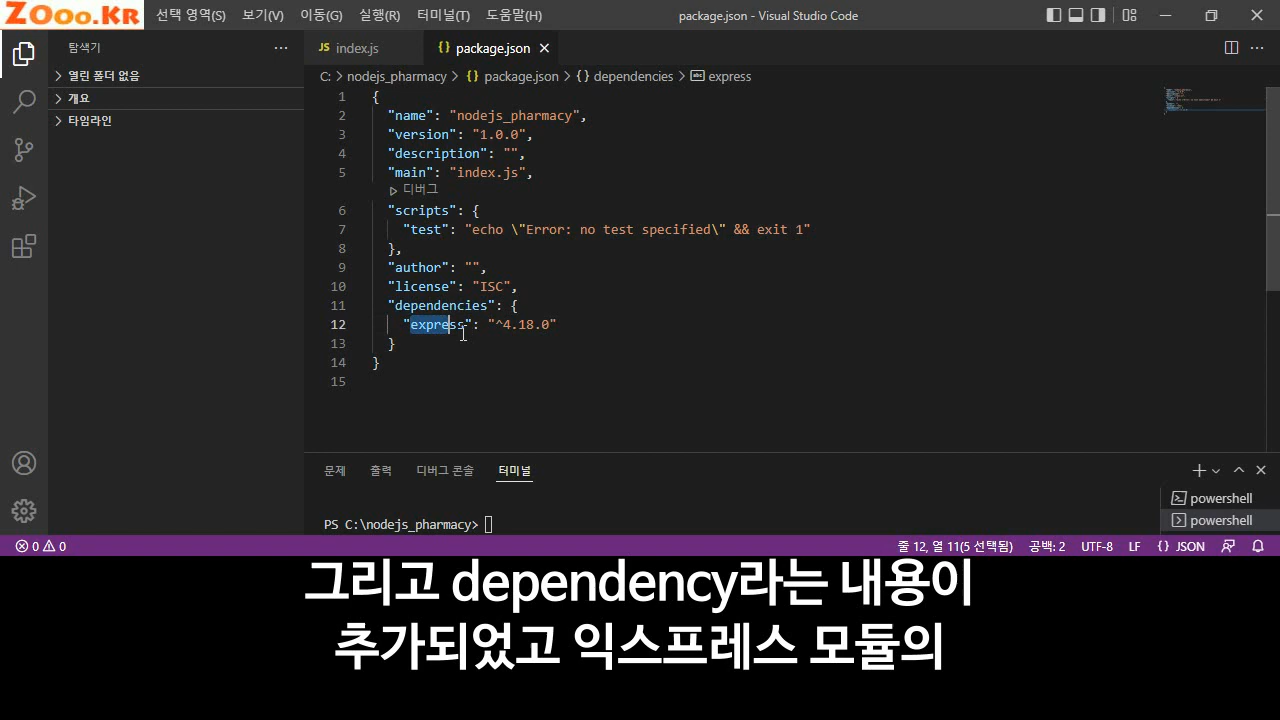 ZOoo.Kr
선택 영역(S) 보기(V) 이동(G) 실행(R) 터미널(T) 도움말(H)
package.json - Visual Studio Code
탐색기
열린 폴더 없음
개요
타임라인
JS index.js
{} package.json
C: > nodejs_pharmacy > {} package.json > {} dependencies > express
1 {
2 "name": "nodejs_pharmacy",
3 "version": "1.0.0",
4 "description": "",
5 "main": "index.js",
디버그
6 "scripts": {
7 "test": "echo \"Error: no test specified\" && exit 1"
8 },
9 "author": "",
10 "license": "ISC",
11 "dependencies": {
12 "express": "^4.18.0"
13 }
14 }
15
문제 출력 디버그 콘솔 터미널
PS C:\nodejs_pharmacy>
powershell
powershell
0 0
줄 12, 열 11(5 선택됨) 공백: 2 UTF-8 LF {} JSON
그리고 dependency라는 내용이
추가되었고 익스프레스 모듈의